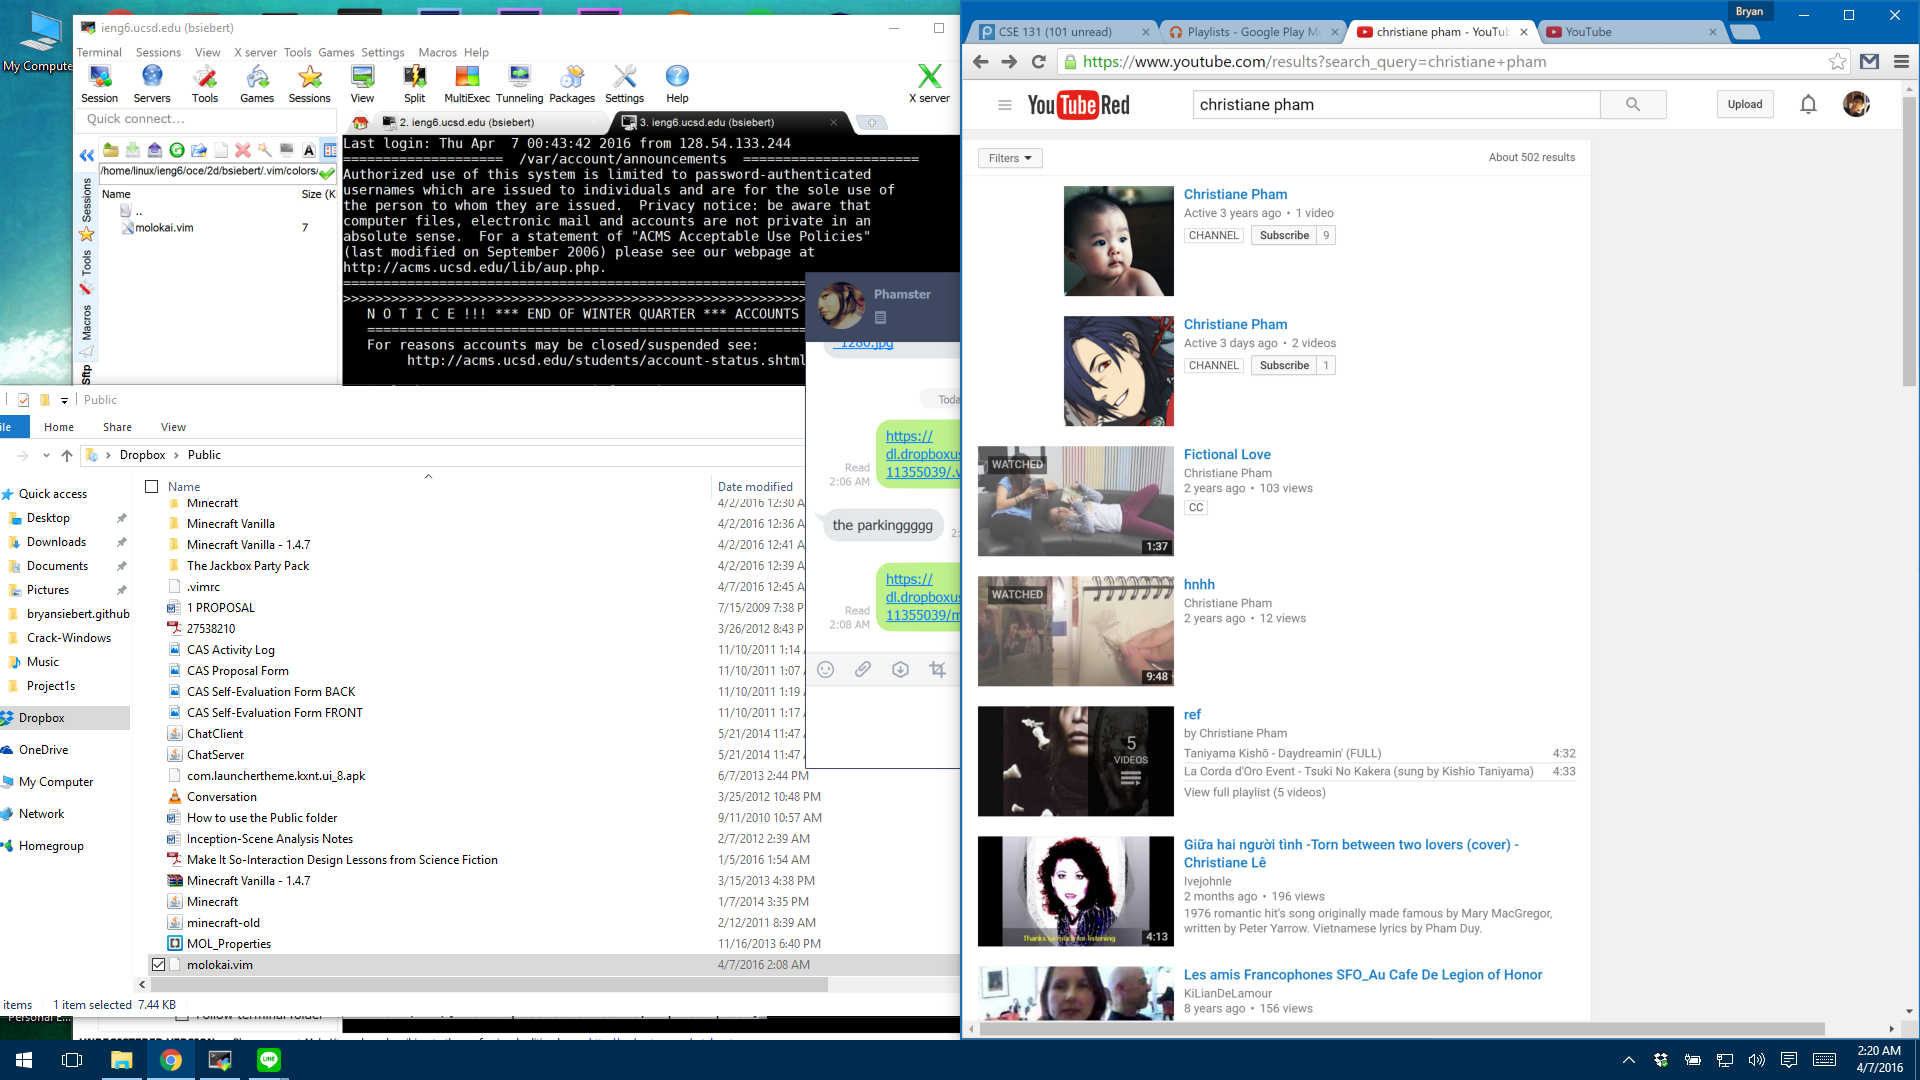 My Compute
ieng6.ucsd.edu (bsiebert)
Terminal Sessions View X server Tools Games Settings Macros Help
Session Servers Tools Games Sessions View Split MultiExec Tunneling Packages Settings Help X server
Quick connect...
2. ieng6.ucsd.edu (bsiebert)
3. ieng6.ucsd.edu (bsiebert)
/home/linux/ieng6/oce/2d/bsiebert/.vim/colors/
Name Size (K
..
molokai.vim 7
Sessions
Tools
Macros
Sftp
Last login: Thu Apr  7 00:43:42 2016 from 128.54.133.244
==================== /var/account/announcements ======================
Authorized use of this system is limited to password-authenticated
usernames which are issued to individuals and are for the sole use of
the person to whom they are issued.  Privacy notice: be aware that
computer files, electronic mail and accounts are not private in an
absolute sense.  For a statement of "ACMS Acceptable Use Policies"
(last modified on September 2006) please see our webpage at
http://acms.ucsd.edu/lib/aup.php.
N O T I C E !!! *** END OF WINTER QUARTER *** ACCOUNTS
For reasons accounts may be closed/suspended see:
http://acms.ucsd.edu/students/account-status.shtml
Phamster
_1280.jpg
Toda
https://
dl.dropboxus
11355039/.v
Read
2:06 AM
the parkinggggg
2:
https://
dl.dropboxus
11355039/m
Read
2:08 AM
Public
ile Home Share View
Dropbox Public
Name Date modified
Quick access
Desktop
Downloads
Documents
Pictures
bryansiebert.github
Crack-Windows
Music
Project1s
Dropbox
OneDrive
My Computer
Network
Homegroup
Minecraft 4/2/2016 12:30 A
Minecraft Vanilla 4/2/2016 12:36 A
Minecraft Vanilla - 1.4.7 4/2/2016 12:41 A
The Jackbox Party Pack 4/2/2016 12:39 A
.vimrc 4/7/2016 12:45 A
1 PROPOSAL 7/15/2009 7:38 P
27538210 3/26/2012 8:43 P
CAS Activity Log 11/10/2011 1:14
CAS Proposal Form 11/10/2011 1:07
CAS Self-Evaluation Form BACK 11/10/2011 1:19
CAS Self-Evaluation Form FRONT 11/10/2011 1:17
ChatClient 5/21/2014 11:47
ChatServer 5/21/2014 11:47
com.launchertheme.kxnt.ui_8.apk 6/7/2013 2:44 PM
Conversation 3/25/2012 10:48 PM
How to use the Public folder 9/11/2010 10:57 AM
Inception-Scene Analysis Notes 2/7/2012 2:39 AM
Make It So-Interaction Design Lessons from Science Fiction 1/5/2016 1:54 AM
Minecraft Vanilla - 1.4.7 3/15/2013 4:38 PM
Minecraft 1/7/2014 3:35 PM
minecraft-old 2/12/2011 8:39 AM
MOL_Properties 11/16/2013 6:40 PM
molokai.vim 4/7/2016 2:08 AM
items 1 item selected 7.44 KB
Bryan
CSE 131 (101 unread)
Playlists - Google Play Mu
christiane pham - YouTub
YouTube
https://www.youtube.com/results?search_query=christiane+pham
YouTube Red
christiane pham
Upload
Filters
About 502 results
Christiane Pham
Active 3 years ago • 1 video
CHANNEL Subscribe 9
Christiane Pham
Active 3 days ago • 2 videos
CHANNEL Subscribe 1
WATCHED
1:37
Fictional Love
Christiane Pham
2 years ago • 103 views
CC
WATCHED
9:48
hnhh
Christiane Pham
2 years ago • 12 views
5
VIDEOS
ref
by Christiane Pham
Taniyama Kishō - Daydreamin' (FULL) 4:32
La Corda d'Oro Event - Tsuki No Kakera (sung by Kishio Taniyama) 4:33
View full playlist (5 videos)
Thanks so much for listening
4:13
Giữa hai người tình -Torn between two lovers (cover) -
Christiane Lê
Ivejohnle
2 months ago • 196 views
1976 romantic hit's song originally made famous by Mary MacGregor,
written by Peter Yarrow. Vietnamese lyrics by Pham Duy.
Les amis Francophones SFO_Au Cafe De Legion of Honor
KiLianDeLamour
8 years ago • 156 views
LINE
2:20 AM
4/7/2016